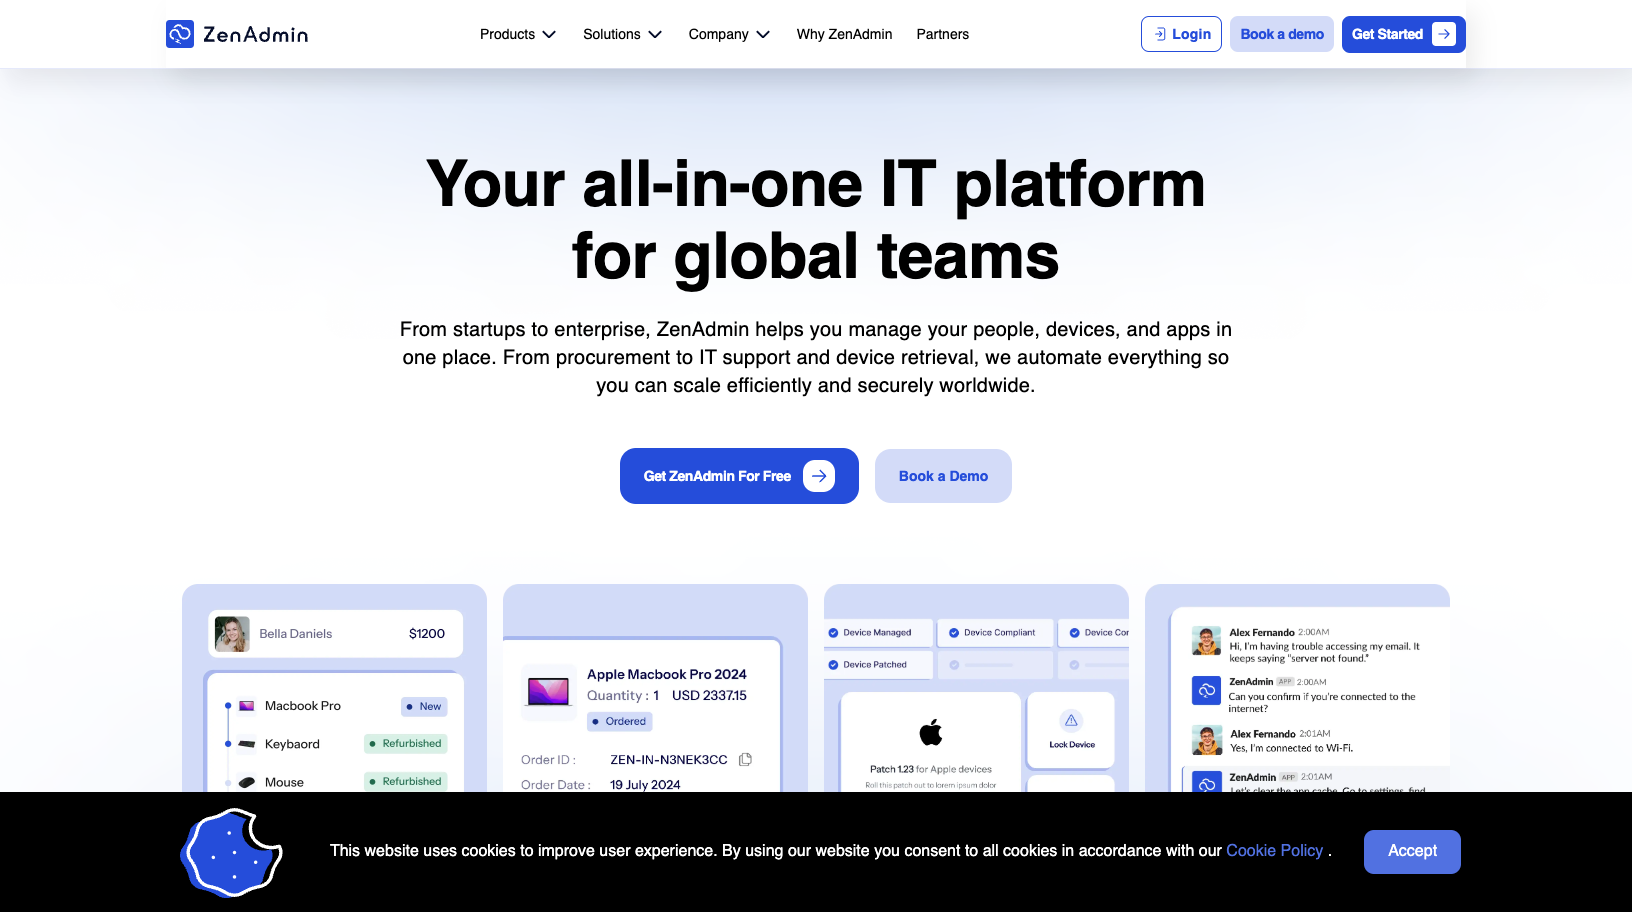 ZenAdmin
Products
Solutions
Company
Why ZenAdmin
Partners
Login
Book a demo
Get Started
Your all-in-one IT platform
for global teams
From startups to enterprise, ZenAdmin helps you manage your people, devices, and apps in
one place. From procurement to IT support and device retrieval, we automate everything so
you can scale efficiently and securely worldwide.
Get ZenAdmin For Free
Book a Demo
Bella Daniels $1200
Macbook Pro New
Keybaord Refurbished
Mouse Refurbished
Apple Macbook Pro 2024
Quantity : 1 USD 2337.15
Ordered
Order ID : ZEN-IN-N3NEK3CC
Order Date : 19 July 2024
Device Managed
Device Compliant
Device Cor
Device Patched
Patch 1.23 for Apple devices
Roll this patch out to lorem ipsum dolor
Lock Device
Alex Fernando 2:00AM
Hi, I'm having trouble accessing my email. It
keeps saying "server not found."
ZenAdmin APP 2:00AM
Can you confirm if you're connected to the
internet?
Alex Fernando 2:01AM
Yes, I'm connected to Wi-Fi.
ZenAdmin APP 2:01AM
Let's clear the app cache. Go to settings, find
This website uses cookies to improve user experience. By using our website you consent to all cookies in accordance with our Cookie Policy .
Accept